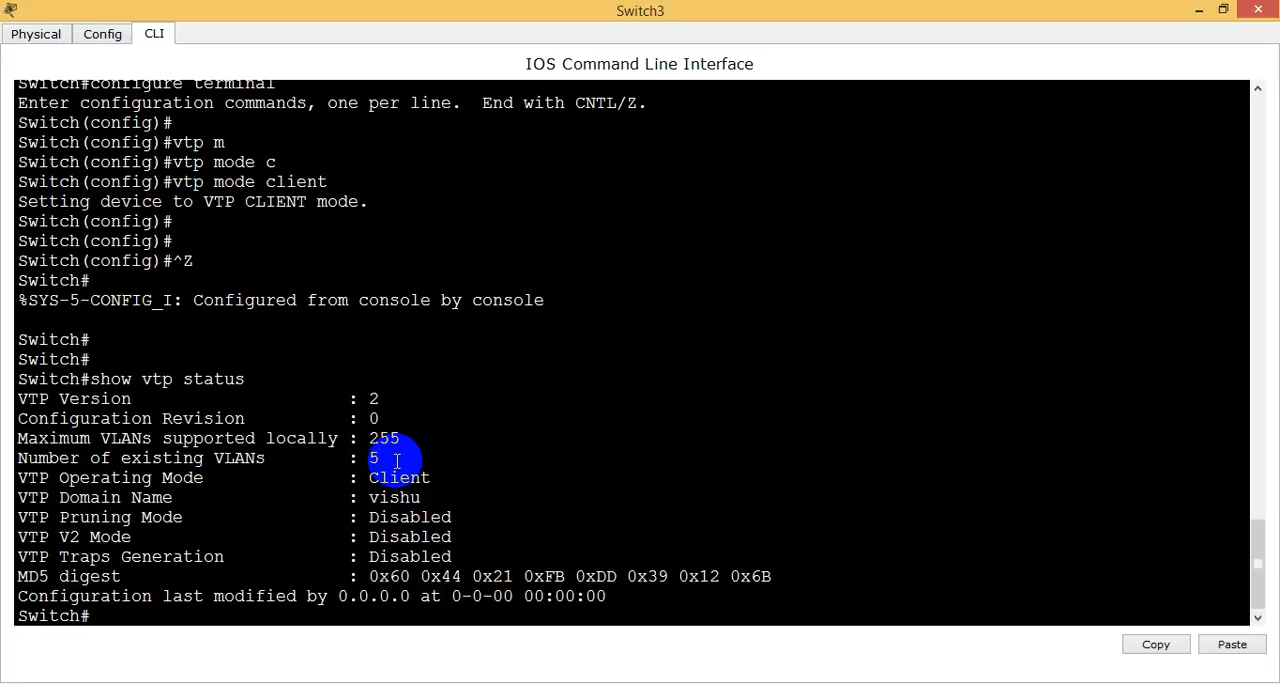 Switch3
Physical Config CLI
IOS Command Line Interface
Switch#configure terminal
Enter configuration commands, one per line.  End with CNTL/Z.
Switch(config)#
Switch(config)#vtp m
Switch(config)#vtp mode c
Switch(config)#vtp mode client
Setting device to VTP CLIENT mode.
Switch(config)#
Switch(config)#
Switch(config)#^Z
Switch#
%SYS-5-CONFIG_I: Configured from console by console
Switch#
Switch#
Switch#show vtp status
VTP Version                     : 2
Configuration Revision          : 0
Maximum VLANs supported locally : 255
Number of existing VLANs        : 5
VTP Operating Mode              : Client
VTP Domain Name                 : vishu
VTP Pruning Mode                : Disabled
VTP V2 Mode                     : Disabled
VTP Traps Generation            : Disabled
MD5 digest                      : 0x60 0x44 0x21 0xFB 0xDD 0x39 0x12 0x6B
Configuration last modified by 0.0.0.0 at 0-0-00 00:00:00
Switch#
Copy Paste